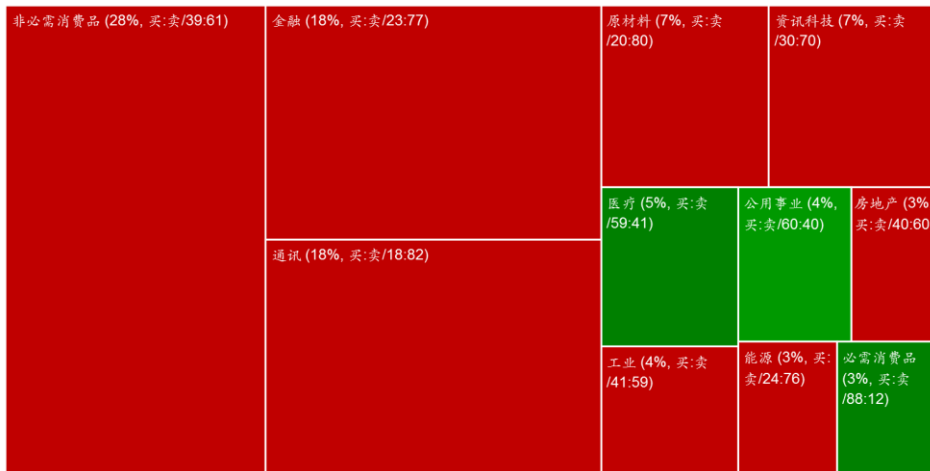 非必需消费品 (28%, 买:卖/39:61)
金融 (18%, 买:卖/23:77)
原材料 (7%, 买:卖
/20:80)
资讯科技 (7%, 买:卖
/30:70)
医疗 (5%, 买:卖
/59:41)
公用事业 (4%,
买:卖/60:40)
房地产 (3%
买:卖/40:60
通讯 (18%, 买:卖/18:82)
工业 (4%, 买:卖
/41:59)
能源 (3%, 买:
卖/24:76)
必需消费品
(3%, 买:卖
/88:12)